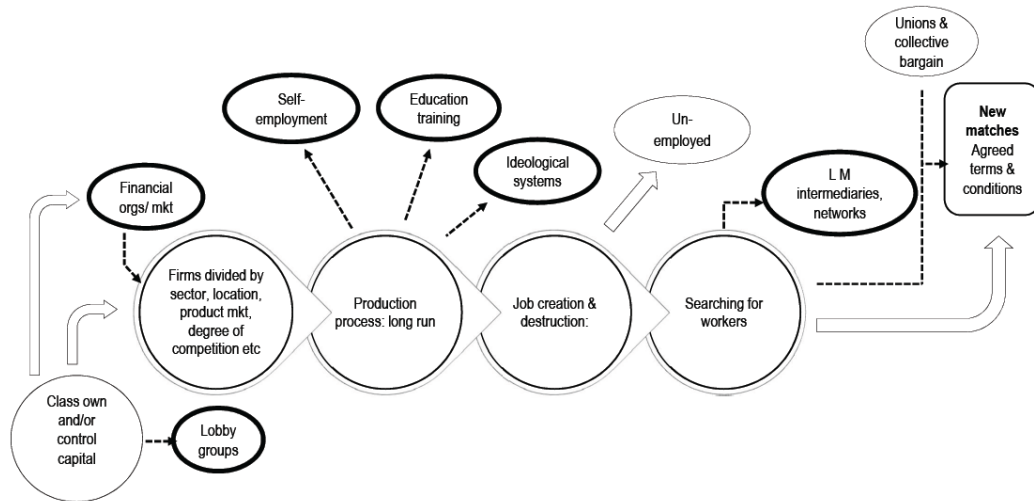 Unions &
collective
bargain
Self-
employment
Education
training
Un-
employed
New
matches
Agreed
terms &
conditions
Ideological
systems
Financial
orgs/ mkt
L M
intermediaries,
networks
Firms divided by
sector, location,
product mkt,
degree of
competition etc
Production
process: long run
Job creation &
destruction:
Searching for
workers
Class own
and/or
control
capital
Lobby
groups